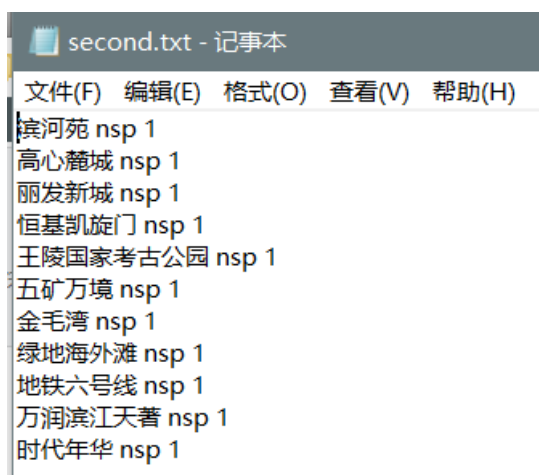 second.txt - 记事本
文件(F) 编辑(E) 格式(O) 查看(V) 帮助(H)
滨河苑 nsp 1
高心麓城 nsp 1
丽发新城 nsp 1
恒基凯旋门 nsp 1
王陵国家考古公园 nsp 1
五矿万境 nsp 1
金毛湾 nsp 1
绿地海外滩 nsp 1
地铁六号线 nsp 1
万润滨江天著 nsp 1
时代年华 nsp 1